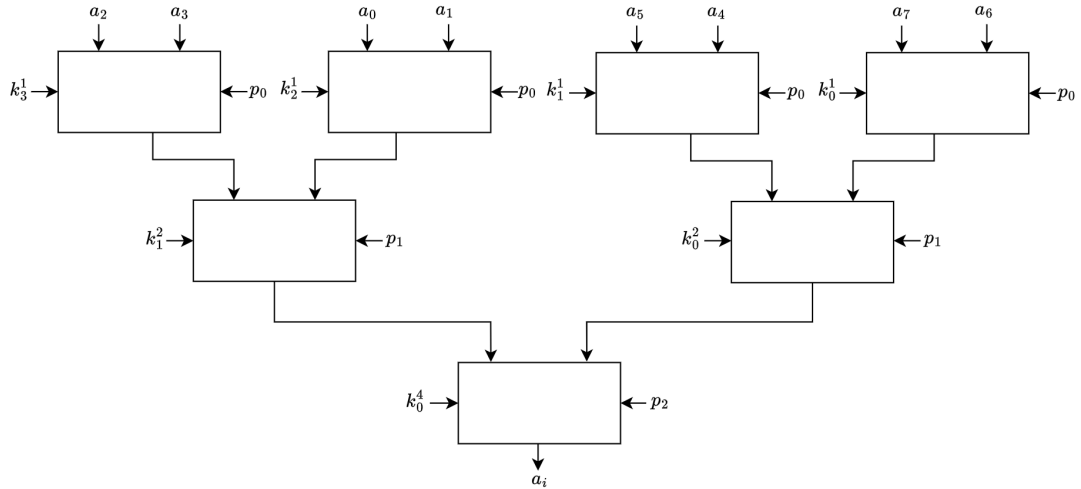 a_2 a_3 a_0 a_1 a_5 a_4 a_7 a_6
k_3^1 p_0 k_2^1 p_0 k_1^1 p_0 k_0^1 p_0
k_1^2 p_1 k_0^2 p_1
k_0^4 p_2
a_i